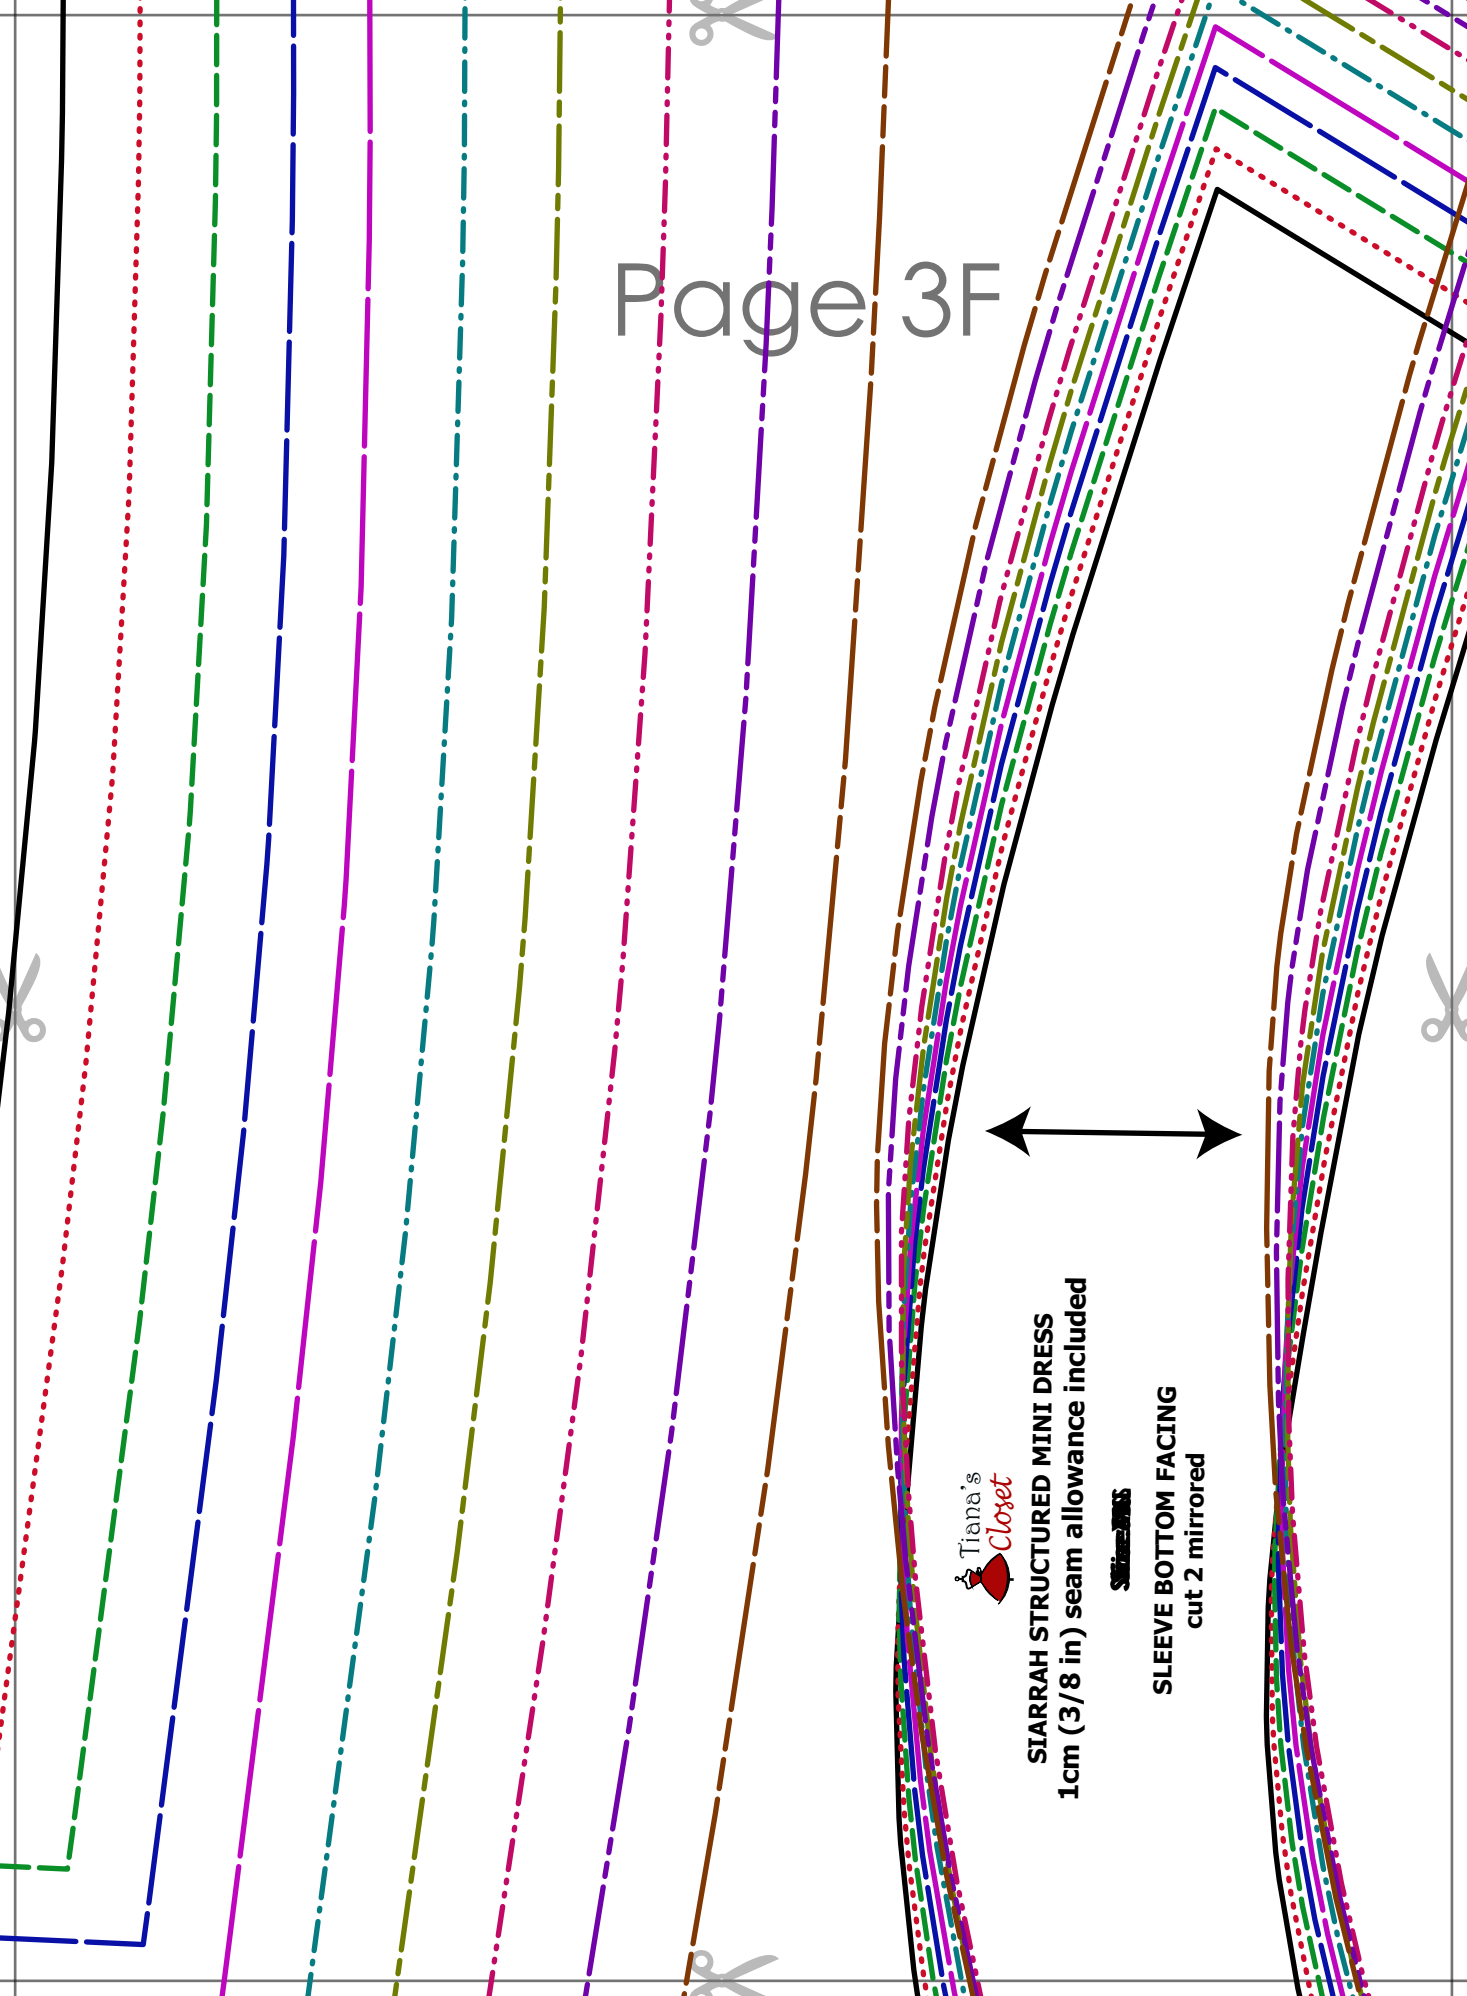 Page 3F
Tiana's
Closet
SIARRAH STRUCTURED MINI DRESS
1cm (3/8 in) seam allowance included
SLEEVE BOTTOM FACING
cut 2 mirrored